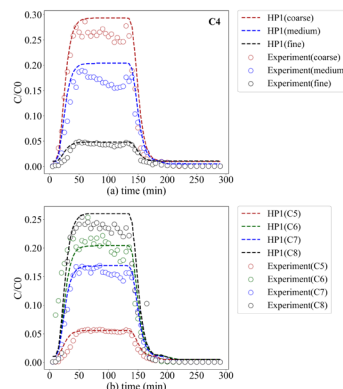 C4
C/C0
0.30
0.25
0.20
0.15
0.10
0.05
0.00
0 50 100 150 200 250 300
(a) time (min)
HP1(coarse)
HP1(medium)
HP1(fine)
Experiment(coarse)
Experiment(medium
Experiment(fine)
C/C0
0.25
0.20
0.15
0.10
0.05
0.00
0 50 100 150 200 250 300
(b) time (min)
HP1(C5)
HP1(C6)
HP1(C7)
HP1(C8)
Experiment(C5)
Experiment(C6)
Experiment(C7)
Experiment(C8)